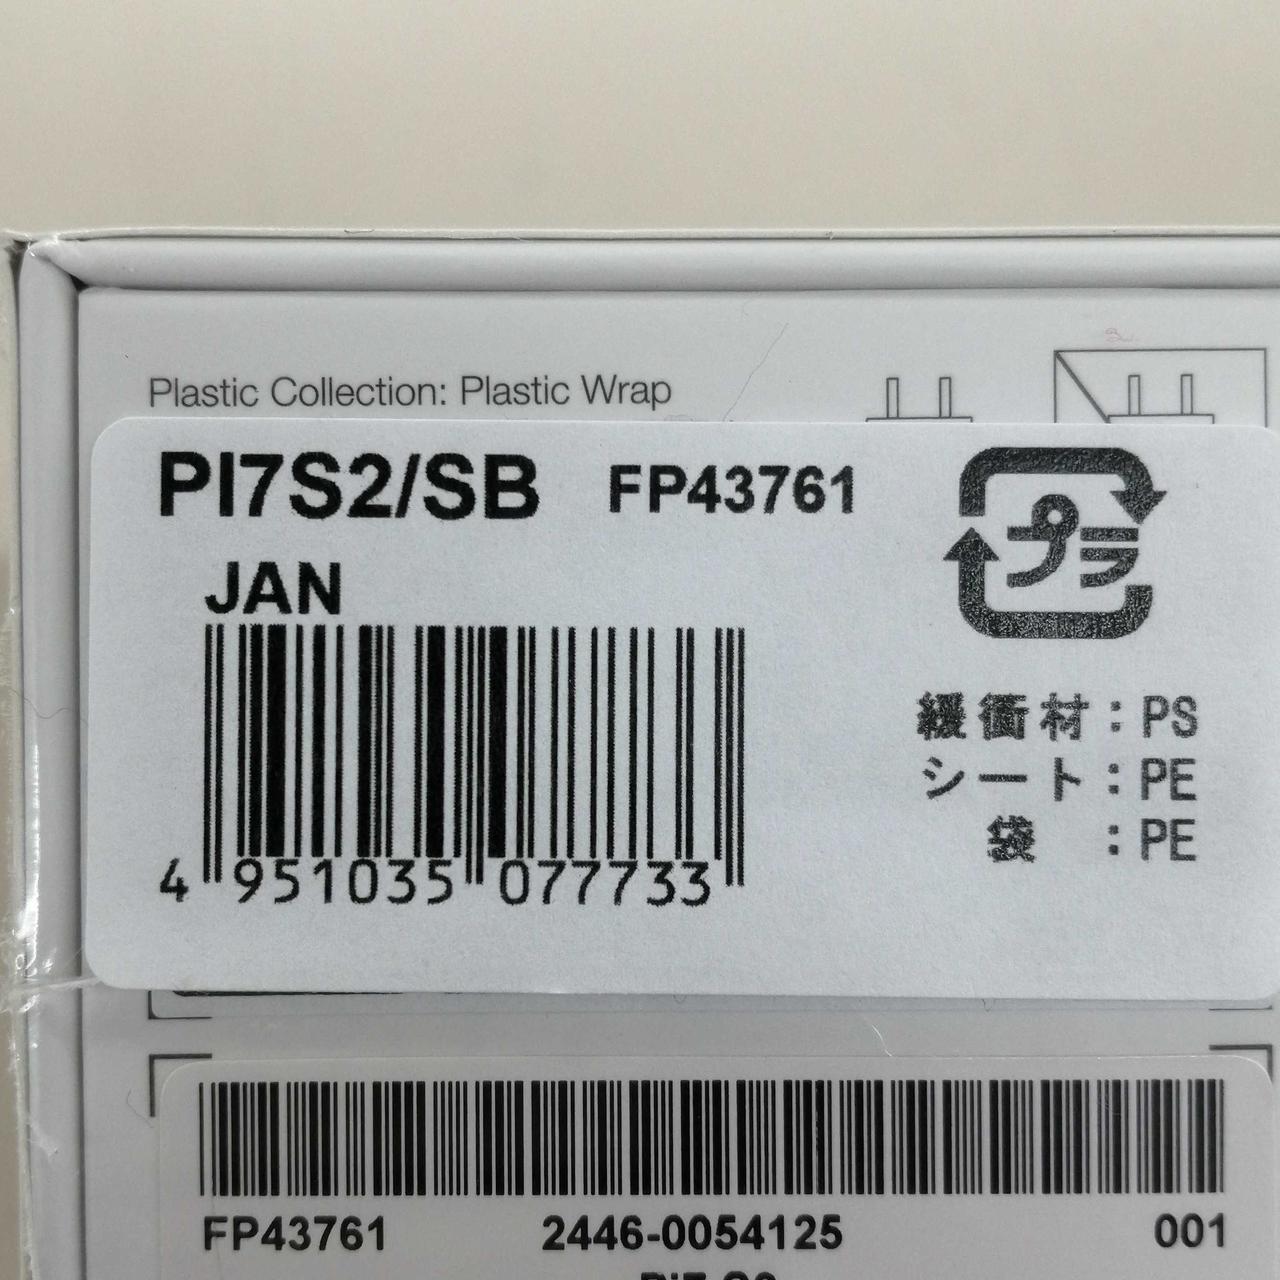 Plastic Collection: Plastic Wrap
PI7S2/SB FP43761
JAN
プラ
4 951035 077733
緩衝材：PS
シート：PE
袋：PE
FP43761 2446-0054125 001